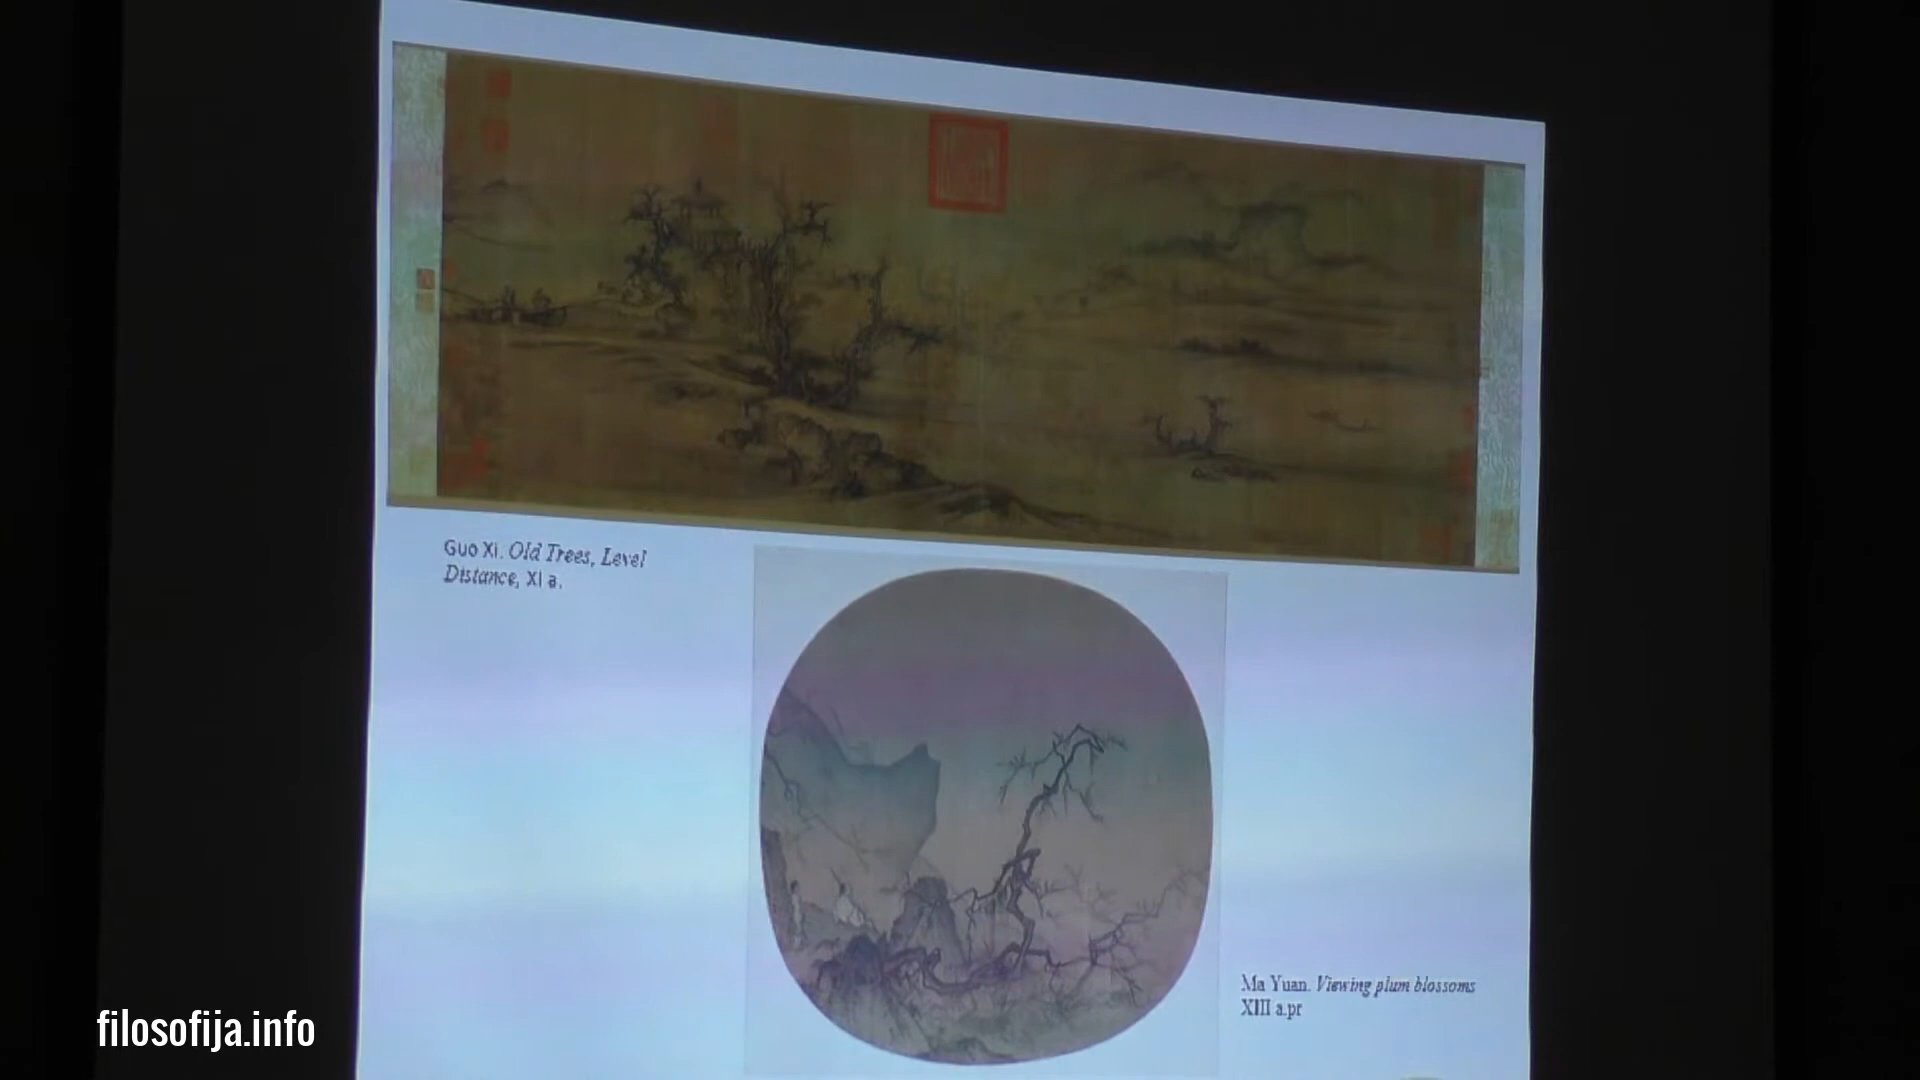 Guo Xi. Old Trees, Level
Distance, XI a.
Ma Yuan. Viewing plum blossoms
XIII a.pr
filosofija.info